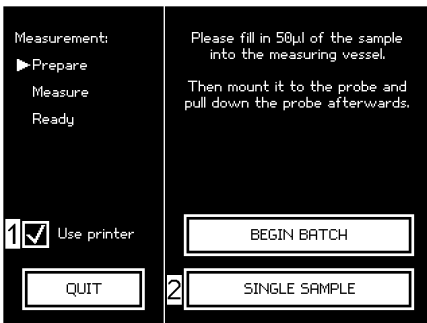 Measurement:
Prepare
Measure
Ready
Please fill in 50µl of the sample
into the measuring vessel.
Then mount it to the probe and
pull down the probe afterwards.
1
Use printer
BEGIN BATCH
QUIT
2
SINGLE SAMPLE